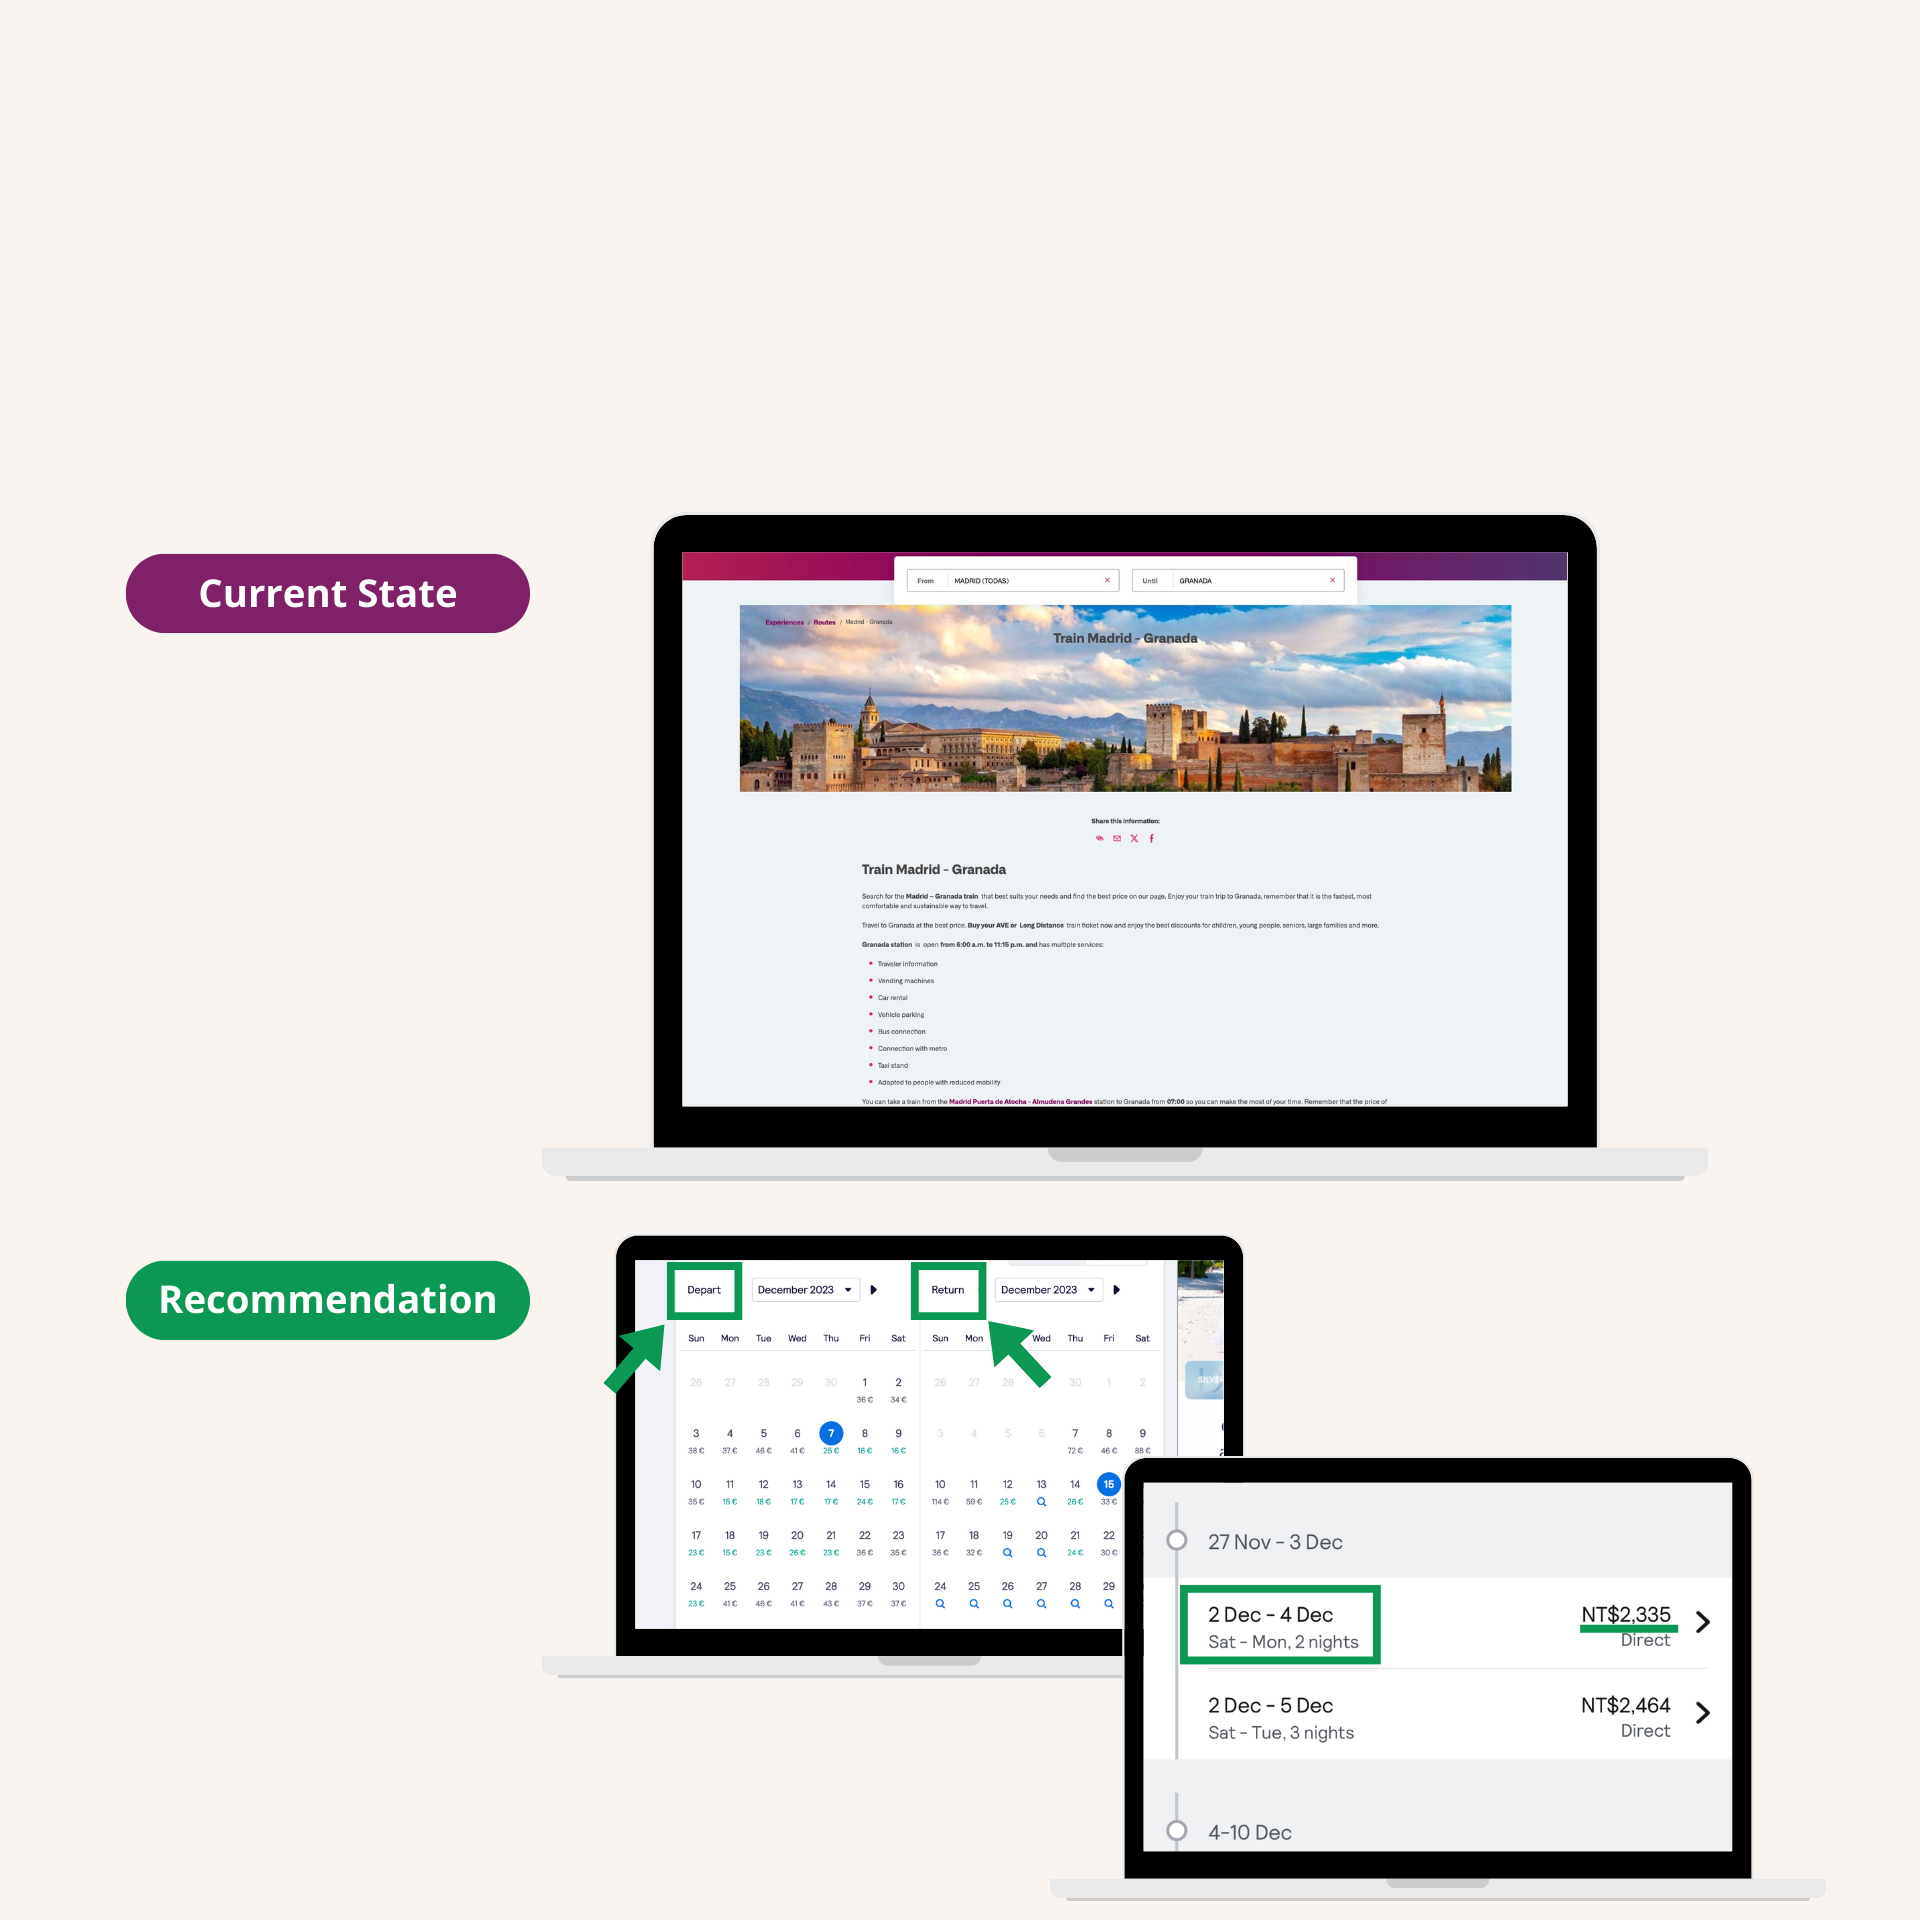 Current State
From MADRID (TODAS) ×
Until GRANADA ×
Experiences / Routes / Madrid - Granada
Train Madrid - Granada
Share this information:
Train Madrid - Granada
Search for the Madrid – Granada train that best suits your needs and find the best price on our page. Enjoy your train trip to Granada, remember that it is the fastest, most
comfortable and sustainable way to travel.
Travel to Granada at the best price. Buy your AVE or Long Distance train ticket now and enjoy the best discounts for children, young people, seniors, large families and more.
Granada station is open from 6:00 a.m. to 11:15 p.m. and has multiple services:
Traveler information
Vending machines
Car rental
Vehicle parking
Bus connection
Connection with metro
Taxi stand
Adapted to people with reduced mobility
You can take a train from the Madrid Puerta de Atocha - Almudena Grandes station to Granada from 07:00 so you can make the most of your time. Remember that the price of
Recommendation
Depart December 2023
Sun Mon Tue Wed Thu Fri Sat
26 27 28 29 30 1 2
36 € 34 €
3 4 5 6 7 8 9
38 € 37 € 46 € 41 € 25 € 16 € 16 €
10 11 12 13 14 15 16
35 € 15 € 18 € 17 € 17 € 24 € 17 €
17 18 19 20 21 22 23
23 € 15 € 23 € 26 € 23 € 36 € 35 €
24 25 26 27 28 29 30
23 € 41 € 46 € 41 € 43 € 37 € 37 €
Return December 2023
Sun Mon Wed Thu Fri Sat
26 27 28 30 1 2
3 4 5 6 7 8 9
72 € 46 € 88 €
10 11 12 13 14 15
114 € 59 € 25 € 26 € 33 €
17 18 19 20 21 22
36 € 32 € 24 € 30 €
24 25 26 27 28 29
27 Nov – 3 Dec
2 Dec – 4 Dec NT$2,335
Sat – Mon, 2 nights Direct
2 Dec – 5 Dec NT$2,464
Sat – Tue, 3 nights Direct
4–10 Dec